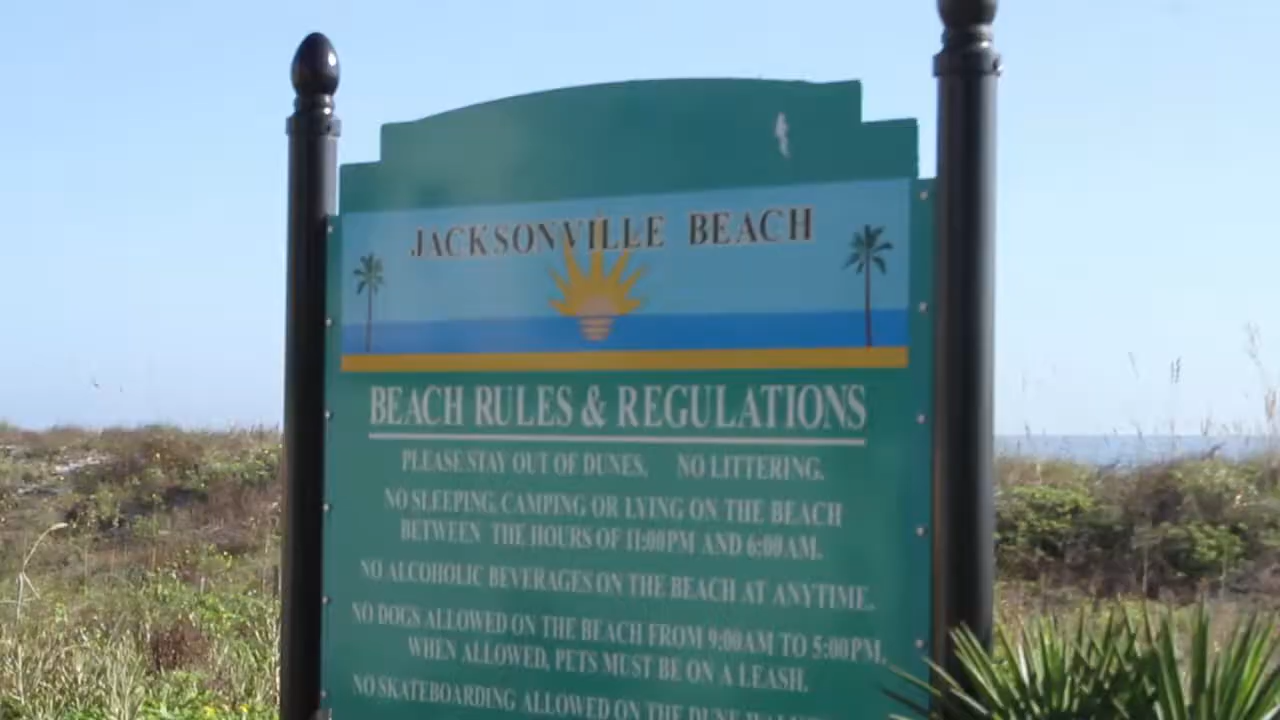 JACKSONVILLE BEACH
BEACH RULES & REGULATIONS
PLEASE STAY OUT OF DUNES. NO LITTERING.
NO SLEEPING, CAMPING OR LYING ON THE BEACH
BETWEEN THE HOURS OF 11:00PM AND 6:00AM.
NO ALCOHOLIC BEVERAGES ON THE BEACH AT ANYTIME.
NO DOGS ALLOWED ON THE BEACH FROM 9:00AM TO 5:00PM.
WHEN ALLOWED, PETS MUST BE ON A LEASH.
NO SKATEBOARDING ALLOWED ON THE DUNE